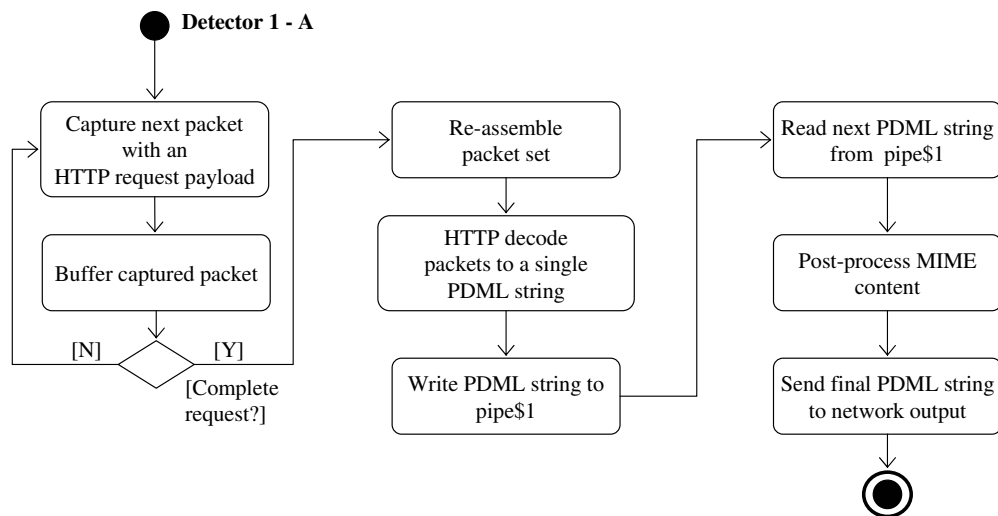 Detector 1 - A
Capture next packet
with an
HTTP request payload
Buffer captured packet
[N]
[Y]
[Complete
request?]
Re-assemble
packet set
HTTP decode
packets to a single
PDML string
Write PDML string to
pipe$1
Read next PDML string
from pipe$1
Post-process MIME
content
Send final PDML string
to network output